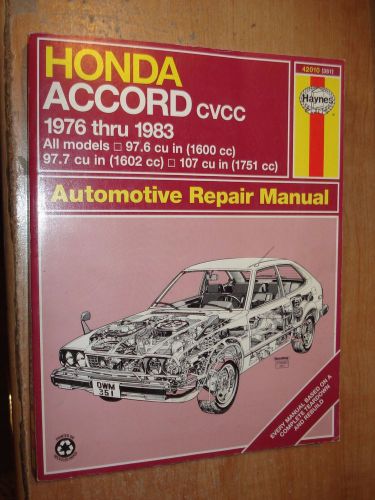 HONDA
ACCORD CVCC
1976 thru 1983
All models □ 97.6 cu in (1600 cc)
97.7 cu in (1602 cc) □ 107 cu in (1751 cc)
42010 (351)
Haynes
Automotive Repair Manual
OWM
351
EVERY MANUAL BASED ON A
COMPLETE TEARDOWN
AND REBUILD